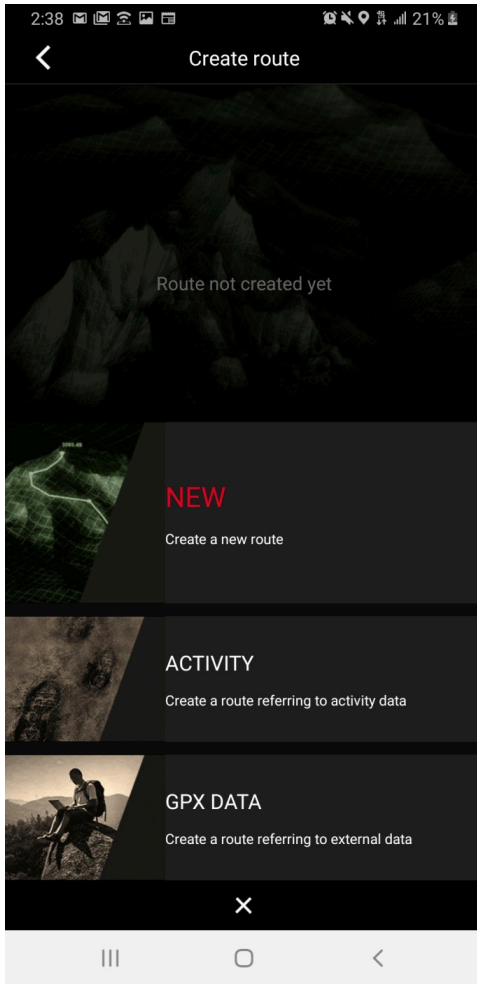 2:38
21%
Create route
Route not created yet
NEW
Create a new route
ACTIVITY
Create a route referring to activity data
GPX DATA
Create a route referring to external data